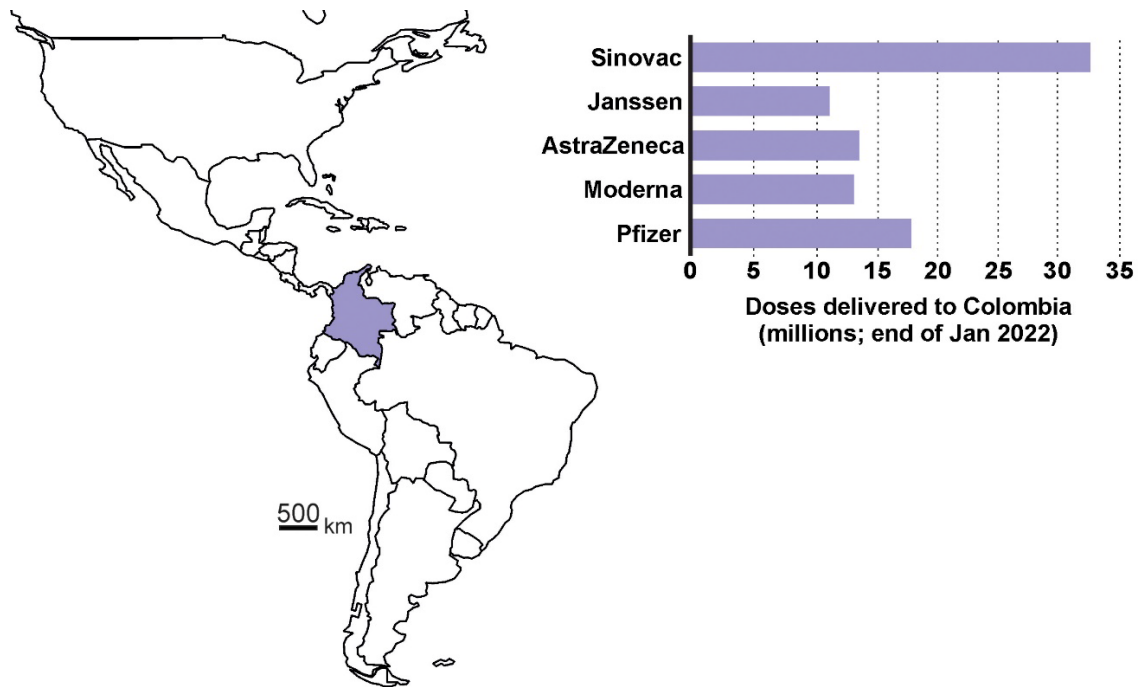 Sinovac
Janssen
AstraZeneca
Moderna
Pfizer
0 5 10 15 20 25 30 35
Doses delivered to Colombia
(millions; end of Jan 2022)
500 km